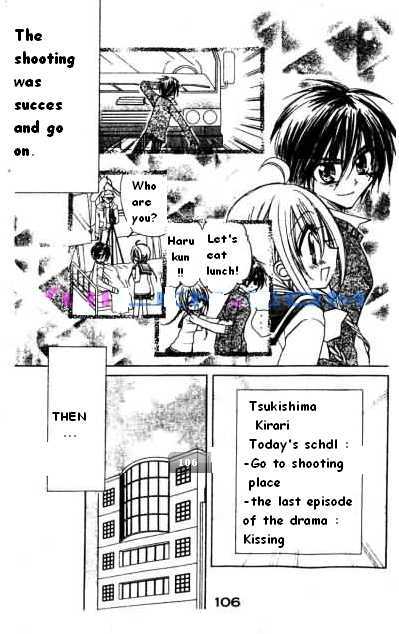 The
shooting
was
succes
and go
on.
Who
are
you?
Haru
kun
!!
Let's
eat
lunch!
THEN
...
Tsukishima
Kirari
Today's schdl :
-Go to shooting
place
-the last episode
of the drama :
Kissing
106
106